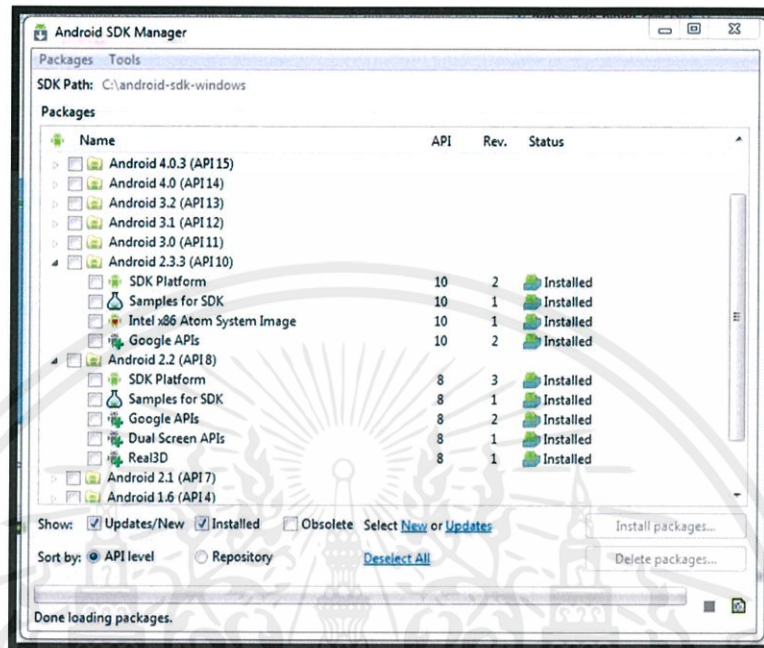 Android SDK Manager
Packages Tools
SDK Path: C:\android-sdk-windows
Packages
Name API Rev. Status
Android 4.0.3 (API 15)
Android 4.0 (API 14)
Android 3.2 (API 13)
Android 3.1 (API 12)
Android 3.0 (API 11)
Android 2.3.3 (API 10)
SDK Platform 10 2 Installed
Samples for SDK 10 1 Installed
Intel x86 Atom System Image 10 1 Installed
Google APIs 10 2 Installed
Android 2.2 (API 8)
SDK Platform 8 3 Installed
Samples for SDK 8 1 Installed
Google APIs 8 2 Installed
Dual Screen APIs 8 1 Installed
Real3D 8 1 Installed
Android 2.1 (API 7)
Android 1.6 (API 4)
Show: Updates/New Installed Obsolete Select New or Updates Install packages...
Sort by: API level Repository Deselect All Delete packages...
Done loading packages.